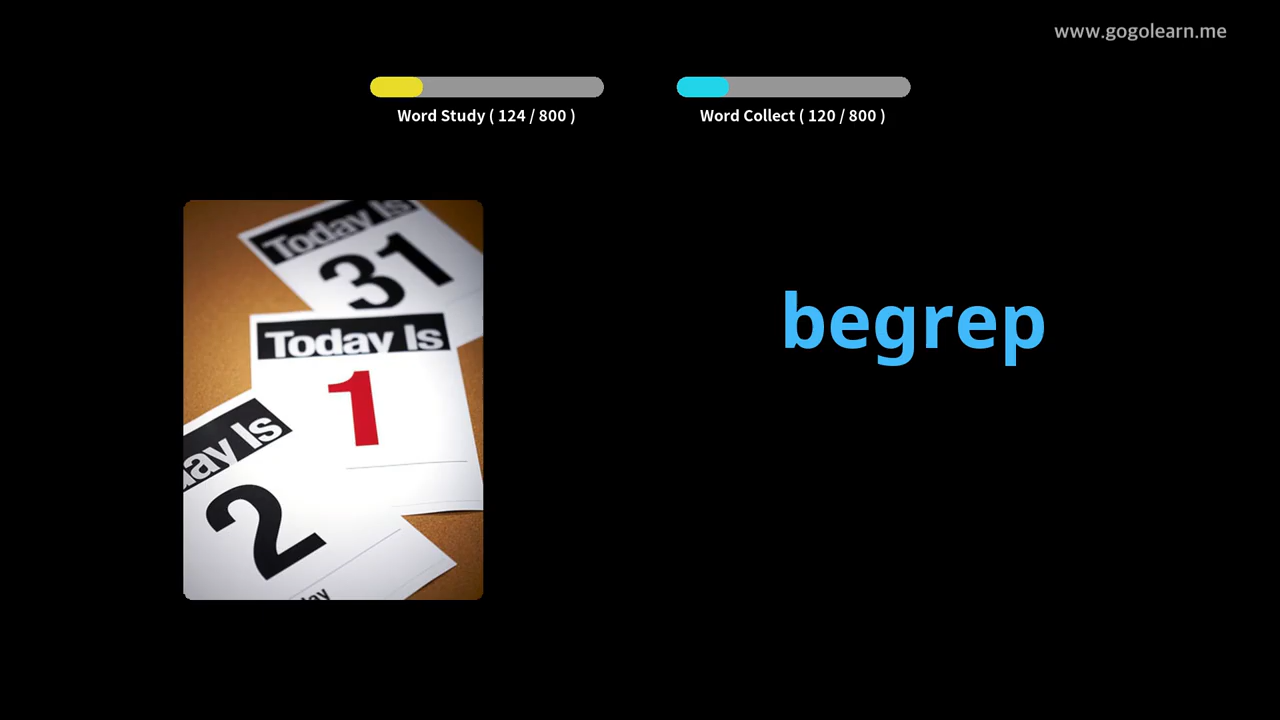 www.gogolearn.me
Word Study ( 124 / 800 )
Word Collect ( 120 / 800 )
Today Is
31
Today Is
1
ay Is
2
ay
begrep